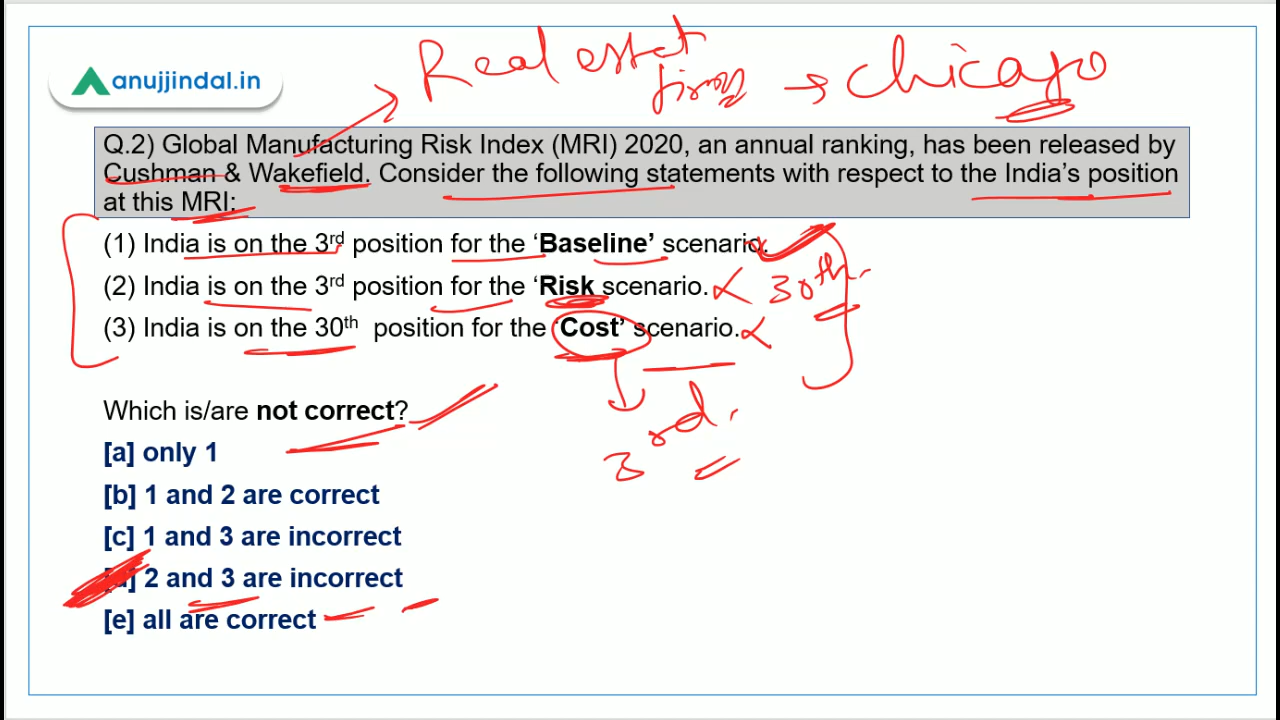 Real estat
firm → Chicago
anujjindal.in
Q.2) Global Manufacturing Risk Index (MRI) 2020, an annual ranking, has been released by
Cushman & Wakefield. Consider the following statements with respect to the India's position
at this MRI:
(1) India is on the 3rd position for the 'Baseline' scenario.
(2) India is on the 3rd position for the 'Risk scenario. 30th.
(3) India is on the 30th position for the 'Cost' scenario.
3rd.
Which is/are not correct?
[a] only 1
[b] 1 and 2 are correct
[c] 1 and 3 are incorrect
[d] 2 and 3 are incorrect
[e] all are correct